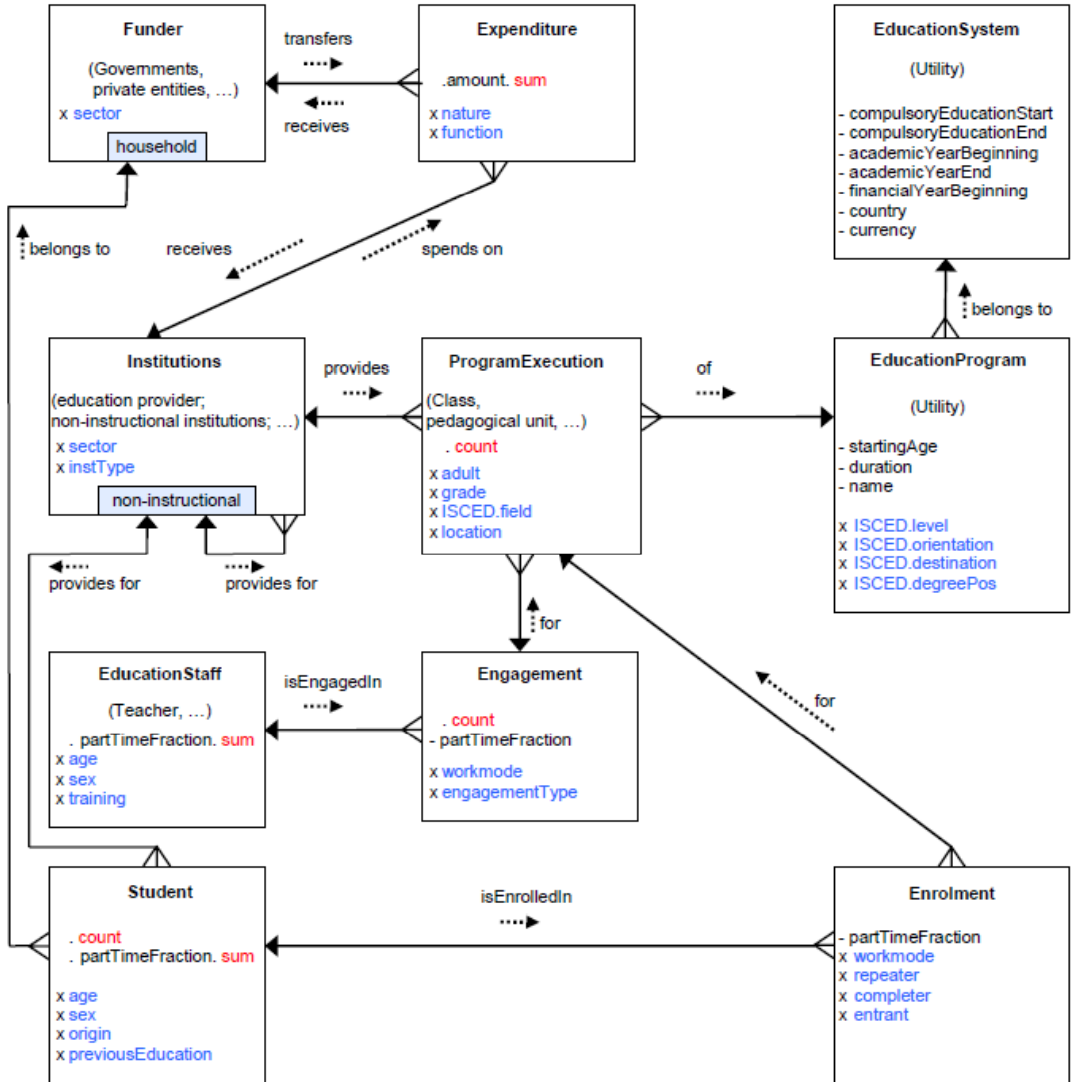 Funder
(Governments,
private entities, ...)
x sector
household
transfers
receives
Expenditure
.amount. sum
x nature
x function
EducationSystem
(Utility)
- compulsoryEducationStart
- compulsoryEducationEnd
- academicYearBeginning
- academicYearEnd
- financialYearBeginning
- country
- currency
belongs to
receives
spends on
belongs to
Institutions
(education provider;
non-instructional institutions; ...)
x sector
x instType
non-instructional
provides
ProgramExecution
(Class,
pedagogical unit, ...)
. count
x adult
x grade
x ISCED.field
x location
of
EducationProgram
(Utility)
- startingAge
- duration
- name
x ISCED.level
x ISCED.orientation
x ISCED.destination
x ISCED.degreePos
provides for
provides for
for
EducationStaff
(Teacher, ...)
. partTimeFraction. sum
x age
x sex
x training
isEngagedIn
Engagement
. count
- partTimeFraction
x workmode
x engagementType
for
Student
. count
. partTimeFraction. sum
x age
x sex
x origin
x previousEducation
isEnrolledIn
Enrolment
- partTimeFraction
x workmode
x repeater
x completer
x entrant